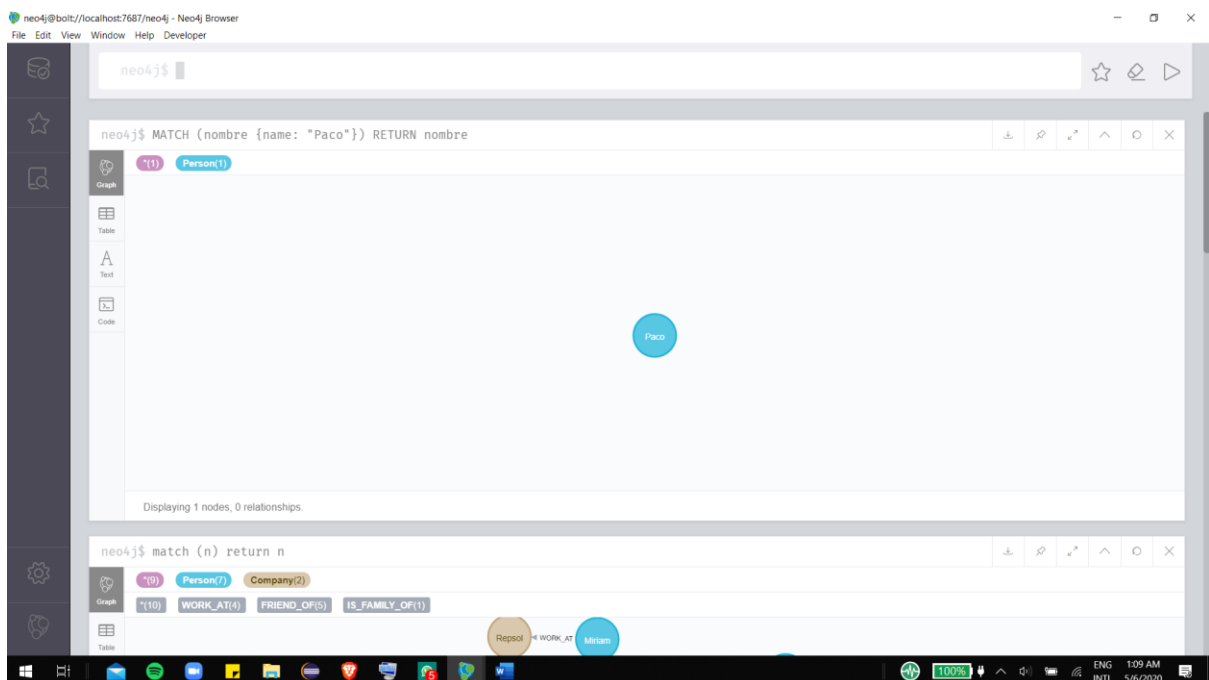 neo4j@bolt://localhost:7687/neo4j - Neo4j Browser
File Edit View Window Help Developer
neo4j$
neo4j$ MATCH (nombre {name: "Paco"}) RETURN nombre
*(1) Person(1)
Graph
Table
Text
Code
Paco
Displaying 1 nodes, 0 relationships.
neo4j$ match (n) return n
*(9) Person(7) Company(2)
Graph
*(10) WORK_AT(4) FRIEND_OF(5) IS_FAMILY_OF(1)
Table
Repsol WORK_AT Miriam
100% ENG 1:09 AM
INTL 5/6/2020